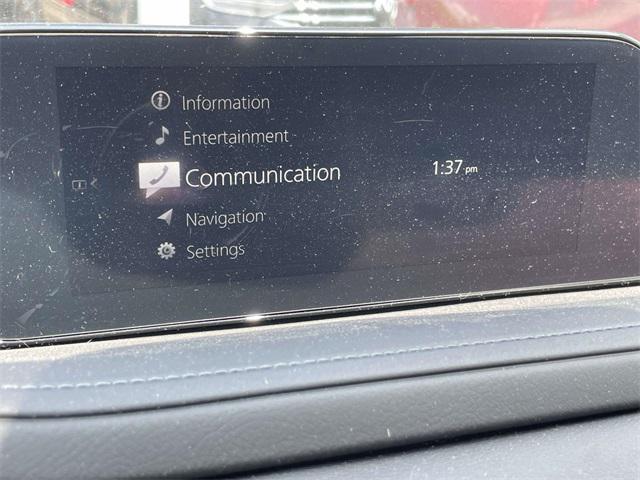 Information
Entertainment
Communication 1:37 pm
Navigation
Settings